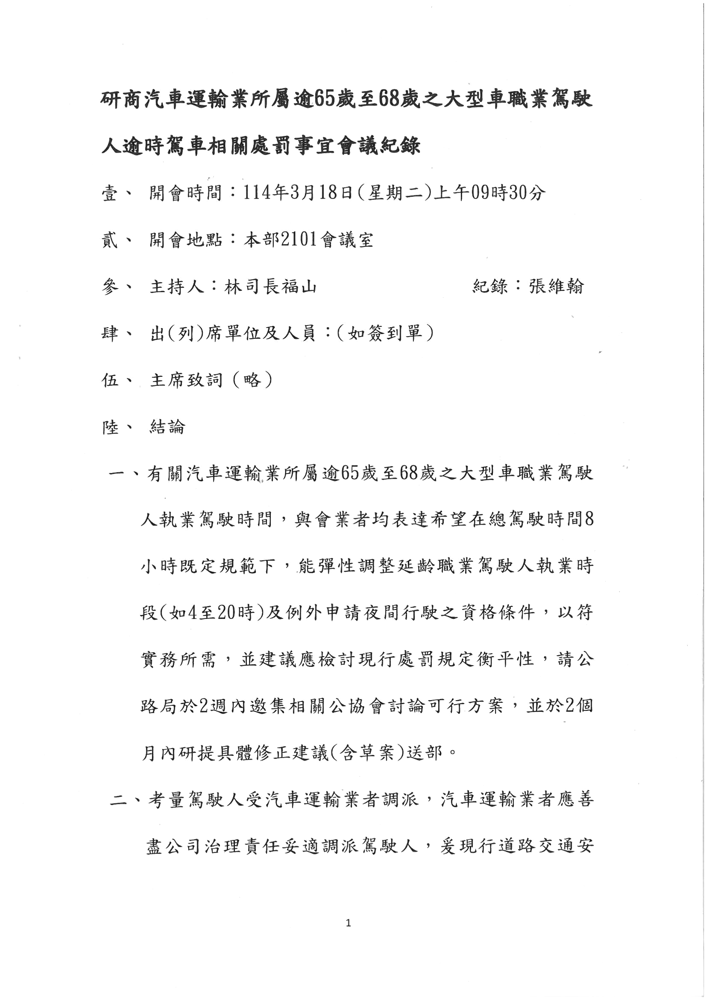 研商汽車運輸業所屬逾65歲至68歲之大型車職業駕駛
人逾時駕車相關處罰事宜會議紀錄
壹、 開會時間：114年3月18日(星期二)上午09時30分
貳、 開會地點：本部2101會議室
參、 主持人：林司長福山 紀錄：張維翰
肆、 出(列)席單位及人員：(如簽到單)
伍、 主席致詞（略）
陸、 結論
一、有關汽車運輸業所屬逾65歲至68歲之大型車職業駕駛
人執業駕駛時間，與會業者均表達希望在總駕駛時間8
小時既定規範下，能彈性調整延齡職業駕駛人執業時
段(如4至20時)及例外申請夜間行駛之資格條件，以符
實務所需，並建議應檢討現行處罰規定衡平性，請公
路局於2週內邀集相關公協會討論可行方案，並於2個
月內研提具體修正建議(含草案)送部。
二、考量駕駛人受汽車運輸業者調派，汽車運輸業者應善
盡公司治理責任妥適調派駕駛人，爰現行道路交通安
1